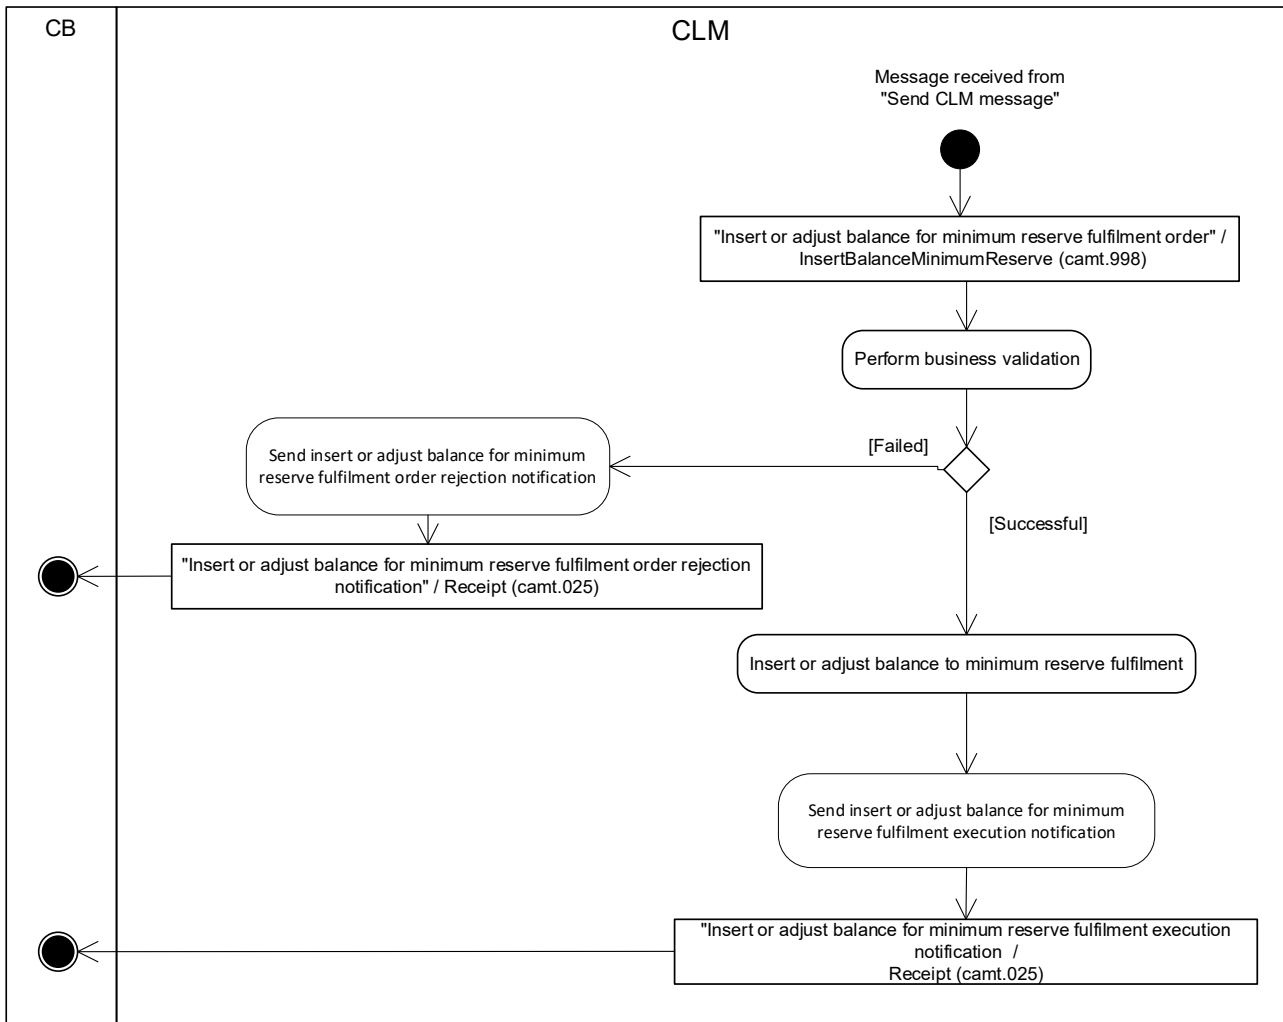 CB
CLM
Message received from
"Send CLM message"
"Insert or adjust balance for minimum reserve fulfilment order" /
InsertBalanceMinimumReserve (camt.998)
Perform business validation
[Failed]
Send insert or adjust balance for minimum
reserve fulfilment order rejection notification
[Successful]
"Insert or adjust balance for minimum reserve fulfilment order rejection
notification" / Receipt (camt.025)
Insert or adjust balance to minimum reserve fulfilment
Send insert or adjust balance for minimum
reserve fulfilment execution notification
"Insert or adjust balance for minimum reserve fulfilment execution
notification /
Receipt (camt.025)